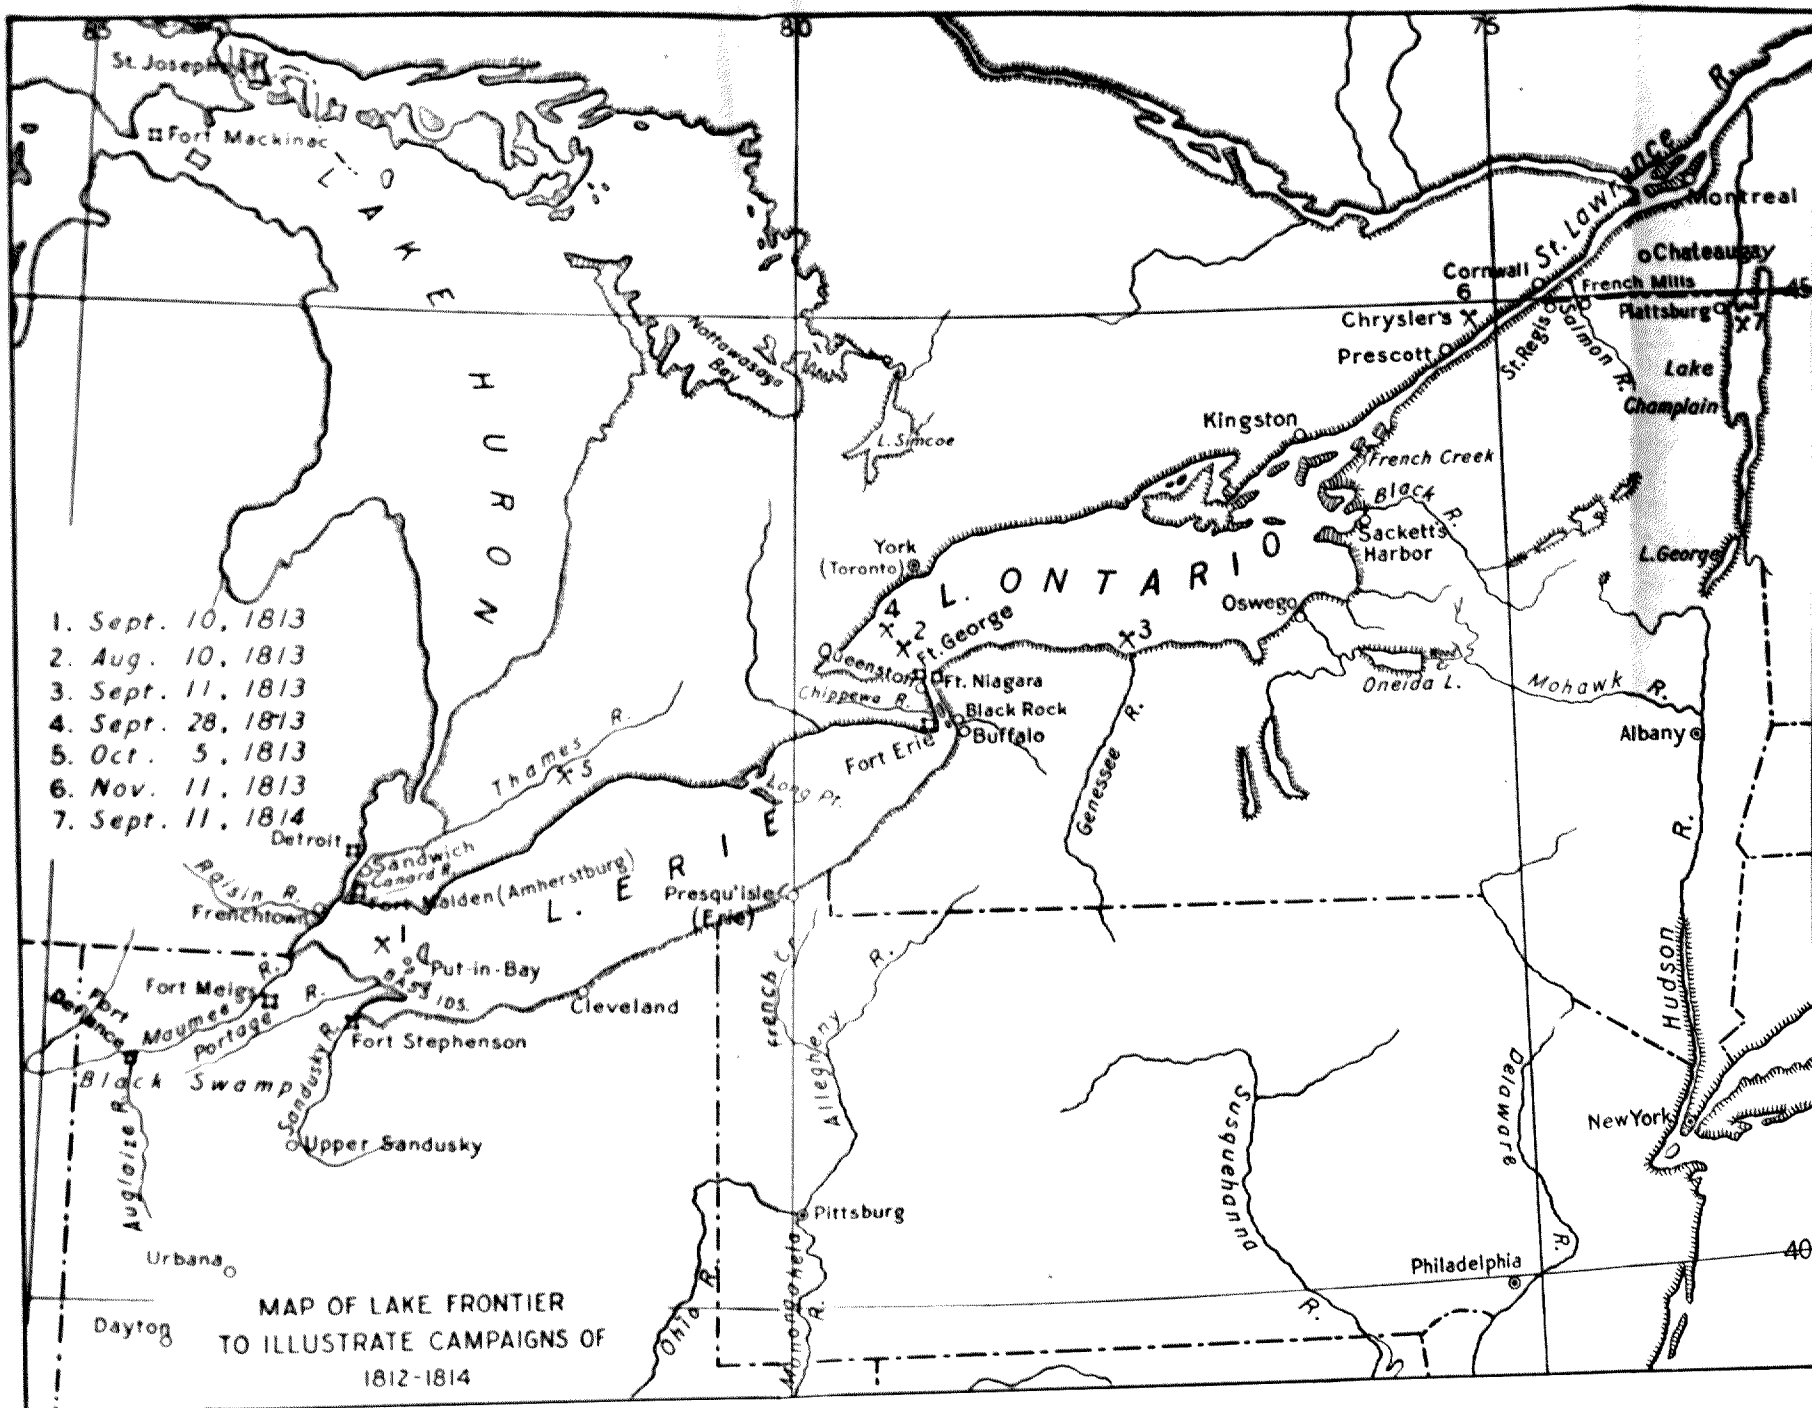 85
80
75
St. Joseph
Fort Mackinac
LAKE HURON
Nottawasaga
Bay
L. Simcoe
St. Lawrence R.
Montreal
Chateaugay
Cornwall
6
French Mills
45
Chrysler's
Plattsburg
7
Prescott
St. Regis
Salmon R.
Lake
Champlain
Kingston
French Creek
Black R.
Sackett's
Harbor
L. George
York
(Toronto)
L. ONTARIO
Oswego
4
2
3
Ft. George
Queenston
Ft. Niagara
Chippewa R.
Black Rock
Buffalo
Fort Erie
Oneida L.
Mohawk R.
Albany
Genessee R.
1. Sept. 10, 1813
2. Aug. 10, 1813
3. Sept. 11, 1813
4. Sept. 28, 1813
5. Oct. 5, 1813
6. Nov. 11, 1813
7. Sept. 11, 1814
Thames R.
5
Long Pt.
Detroit
Sandwich
Canard R.
Raisin R.
Frenchtown
Fort Malden (Amherstburg)
L. ERIE
Presqu'isle
(Erie)
1
Put-in-Bay
BASS IDS.
Fort Meigs
Fort
Defiance
Maumee R.
Portage R.
Cleveland
Fort Stephenson
Black Swamp
Sandusky R.
Upper Sandusky
Auglaize R.
French Cr.
Allegheny R.
Hudson R.
Susquehanna R.
Delaware R.
New York
Pittsburg
Monongahela R.
Ohio R.
Philadelphia
40
Urbana
Dayton
MAP OF LAKE FRONTIER
TO ILLUSTRATE CAMPAIGNS OF
1812-1814